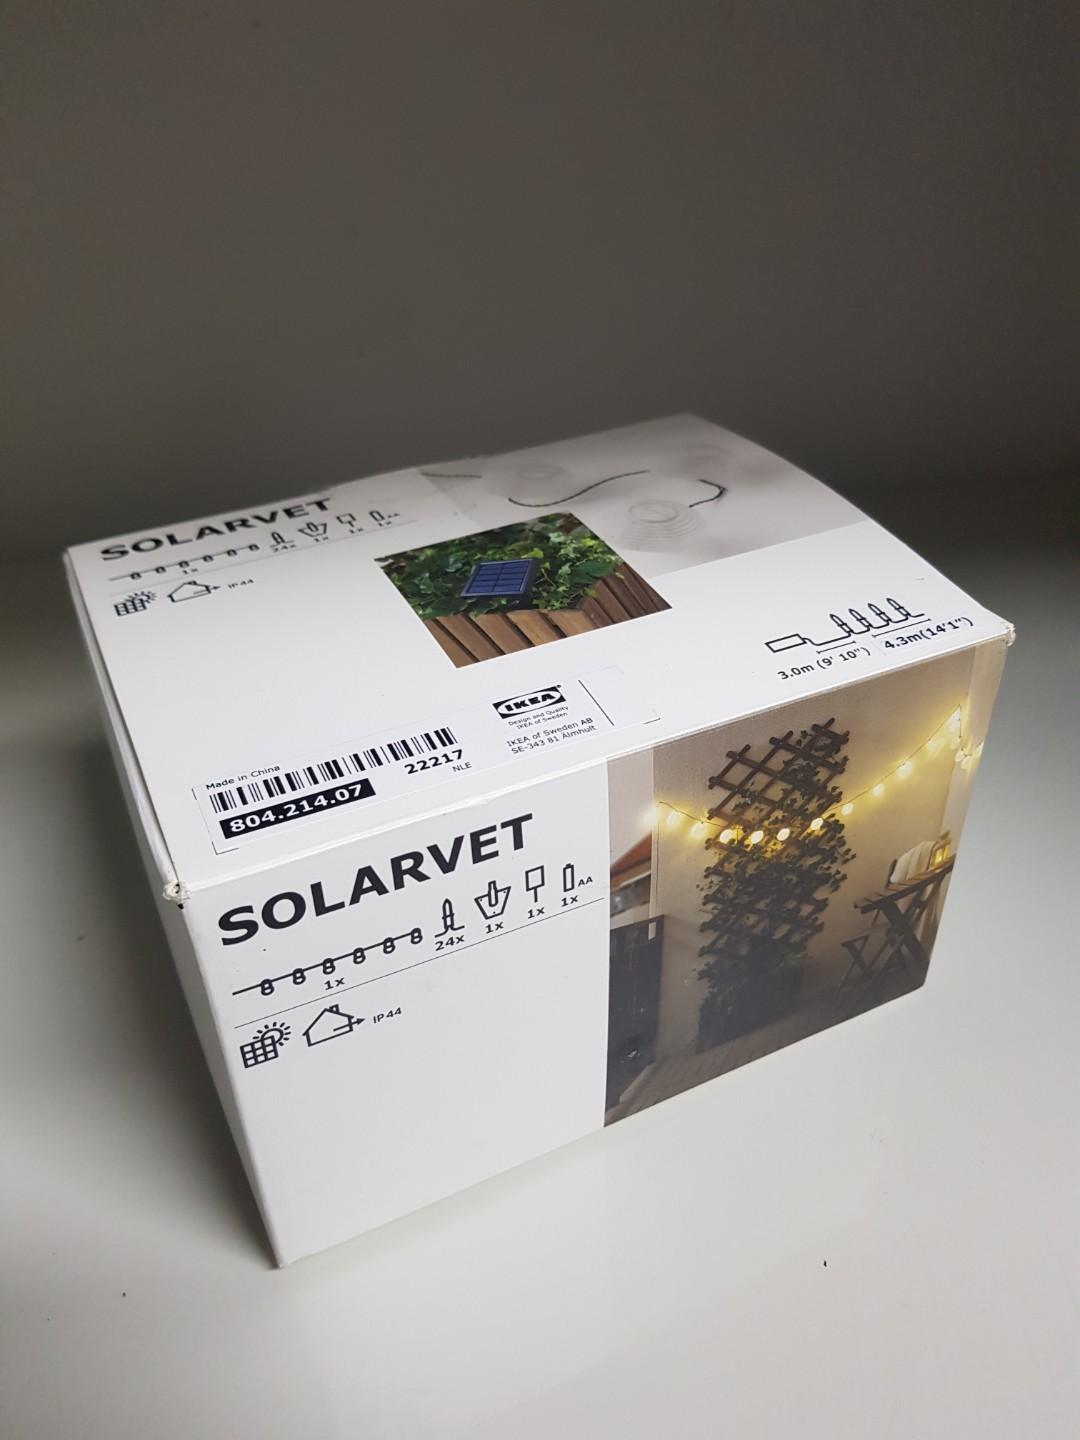 SOLARVET
1x
24x
1x
1x
AA
1x
IP44
3.0m (9' 10")
4.3m(14'1")
IKEA
Design and Quality
IKEA of Sweden
IKEA of Sweden AB
SE-343 81 Älmhult
Made in China
22217
NLE
804.214.07
SOLARVET
1x
24x
1x
1x
AA
1x
IP44